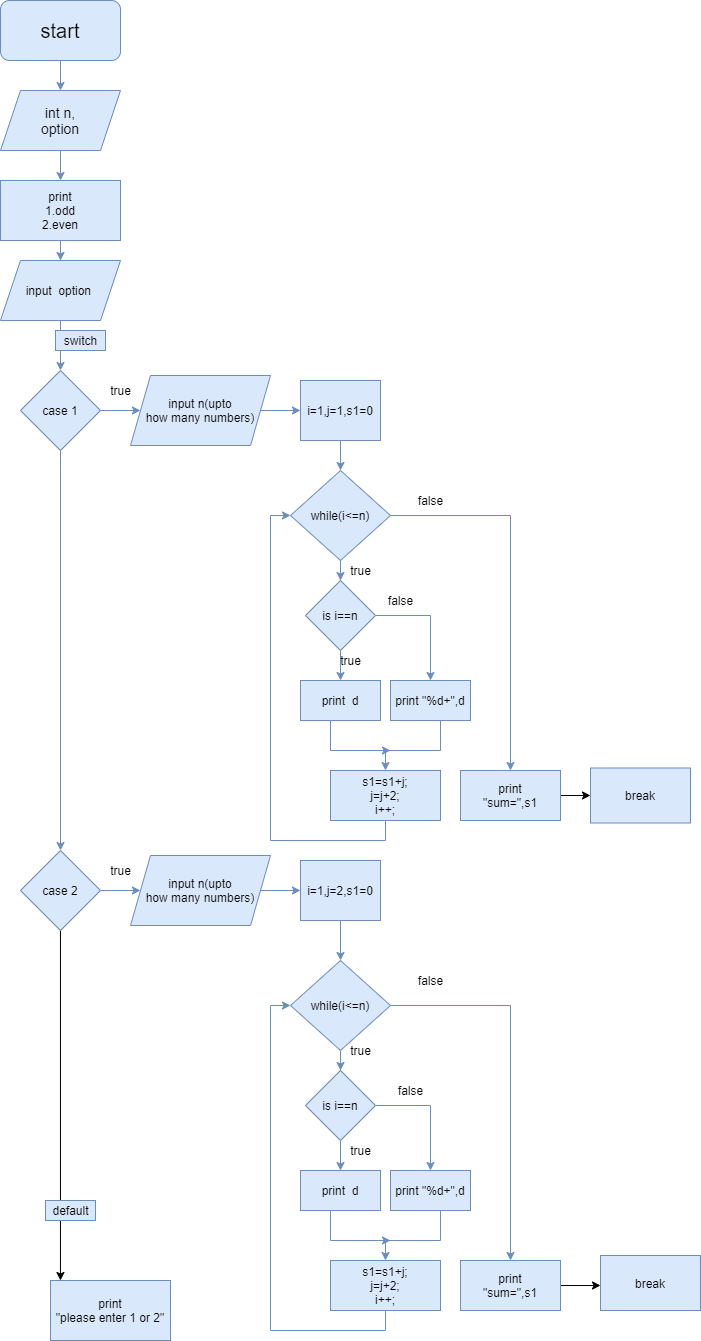 start
int n,
option
print
1.odd
2.even
input option
switch
case 1
true
input n(upto
how many numbers)
i=1,j=1,s1=0
while(i<=n)
false
true
is i==n
false
true
print d
print "%d+",d
s1=s1+j;
j=j+2;
i++;
print
"sum=",s1
break
case 2
true
input n(upto
how many numbers)
i=1,j=2,s1=0
while(i<=n)
false
true
is i==n
false
true
print d
print "%d+",d
default
s1=s1+j;
j=j+2;
i++;
print
"sum=",s1
break
print
"please enter 1 or 2"